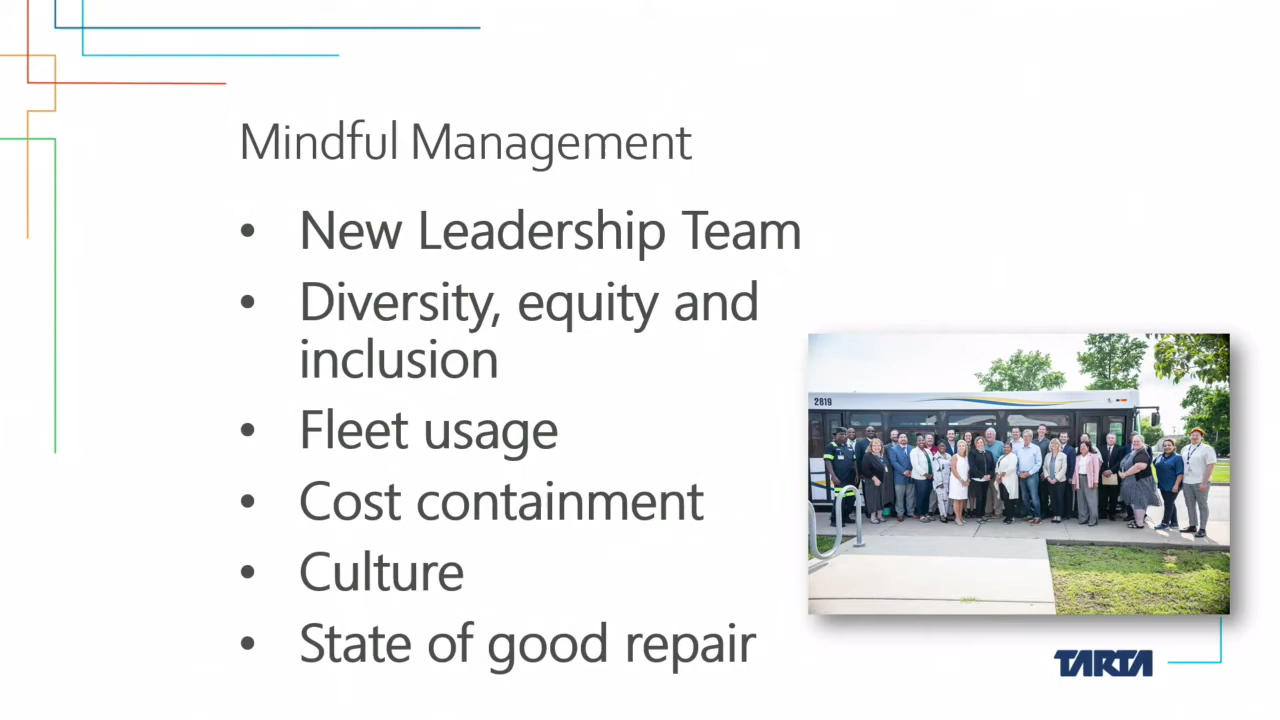 Mindful Management
• New Leadership Team
• Diversity, equity and
inclusion
• Fleet usage
• Cost containment
• Culture
• State of good repair
2819
TARTA